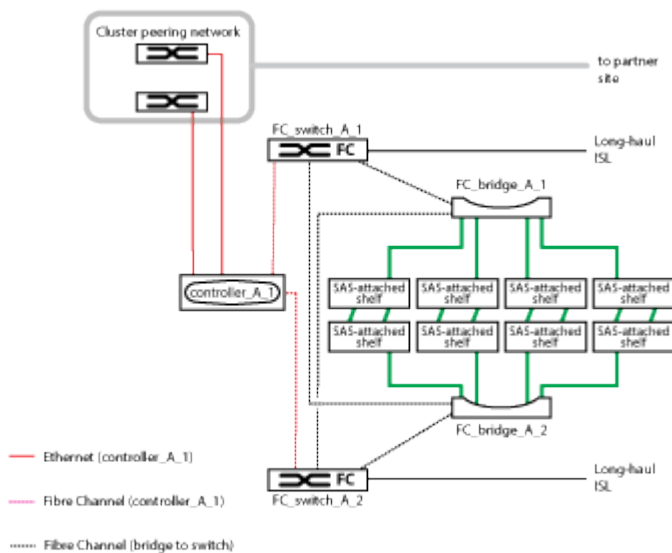 Cluster peering network
to partner
site
FC_switch_A_1
FC
Long-haul
ISL
FC_bridge_A_1
controller_A_1
SAS-attached
shelf
SAS-attached
shelf
SAS-attached
shelf
SAS-attached
shelf
SAS-attached
shelf
SAS-attached
shelf
SAS-attached
shelf
SAS-attached
shelf
FC_bridge_A_2
Ethernet (controller_A_1)
FC
Long-haul
ISL
Fibre Channel (controller_A_1)
FC_switch_A_2
Fibre Channel (bridge to switch)